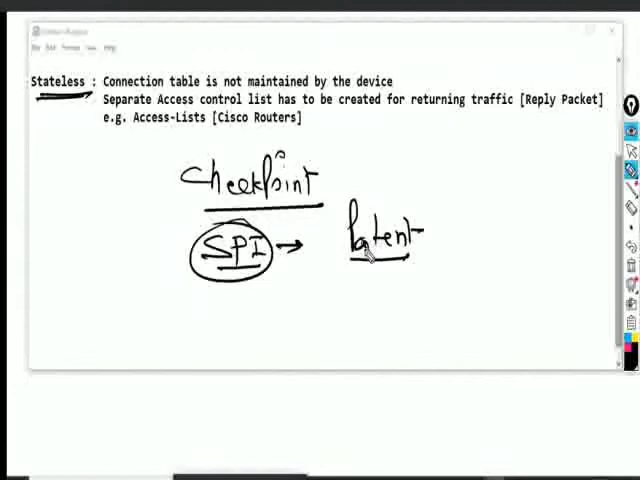 Stateless : Connection table is not maintained by the device
Separate Access control list has to be created for returning traffic [Reply Packet]
e.g. Access-Lists [Cisco Routers]
CheckPoint
SPI → Patent